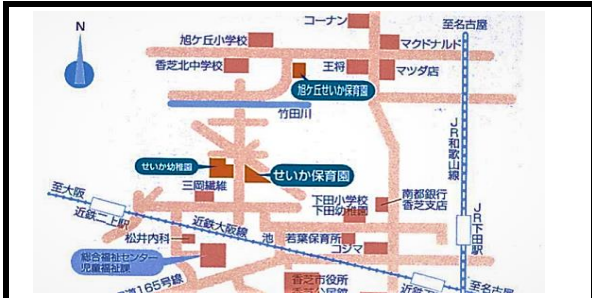 コーナン
至名古屋
N
旭ケ丘小学校
マクドナルド
香芝北中学校
王将
マツダ店
旭ケ丘せいか保育園
竹田川
JR和歌山線
せいか幼稚園
せいか保育園
三岡繊維
至大阪
近鉄二上駅
近鉄大阪線
下田小学校
下田幼稚園
南都銀行
香芝支店
JR下田駅
松井内科
池
若葉保育所
コジマ
総合福祉センター
児童福祉課
道165号線
香芝市役所
至名古屋